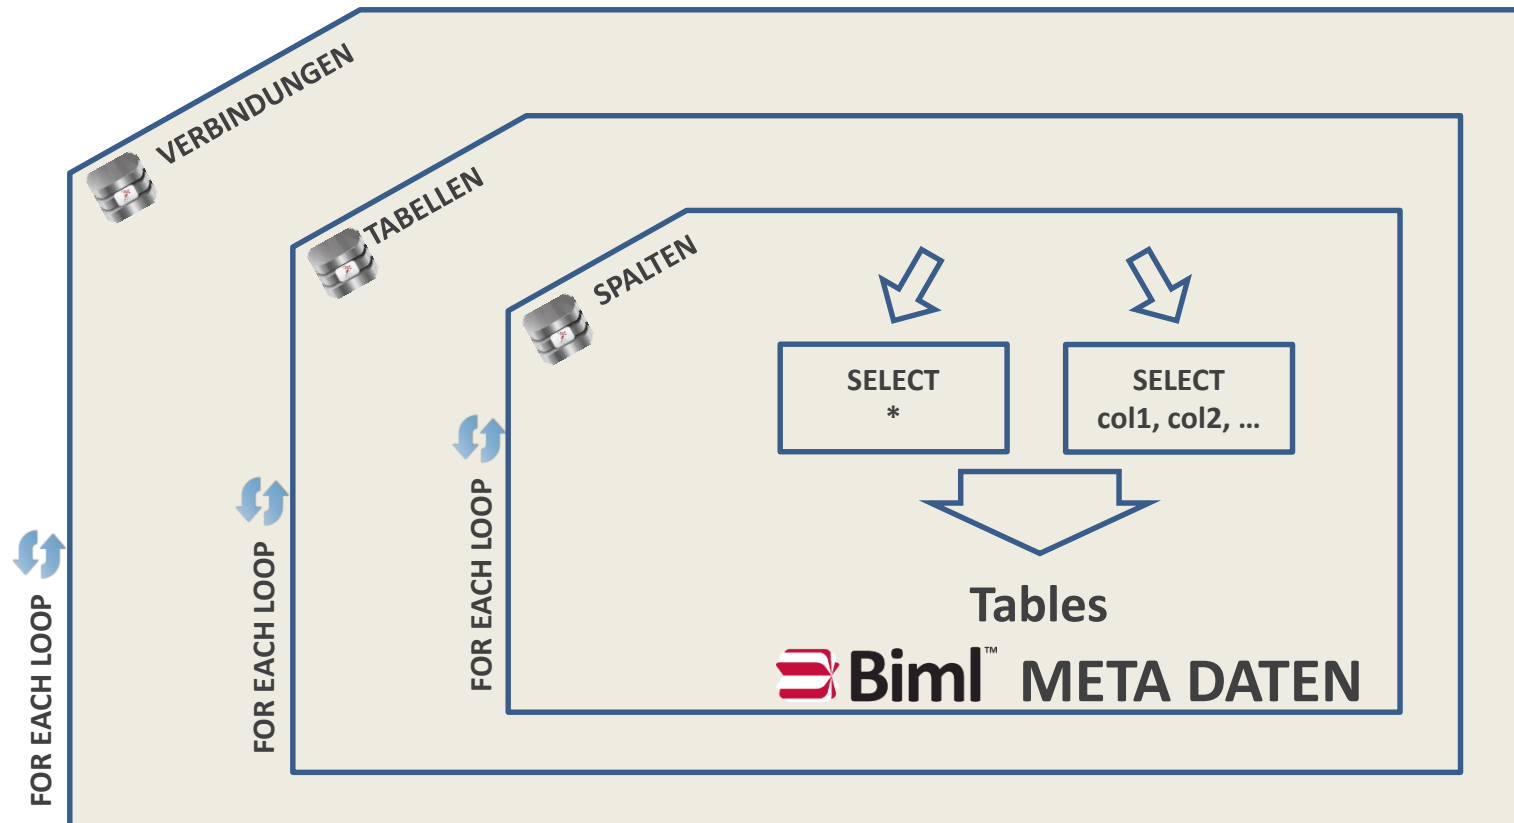 VERBINDUNGEN
TABELLEN
SPALTEN
SELECT
*
SELECT
col1, col2, …
FOR EACH LOOP
FOR EACH LOOP
FOR EACH LOOP
Tables
Biml™ META DATEN